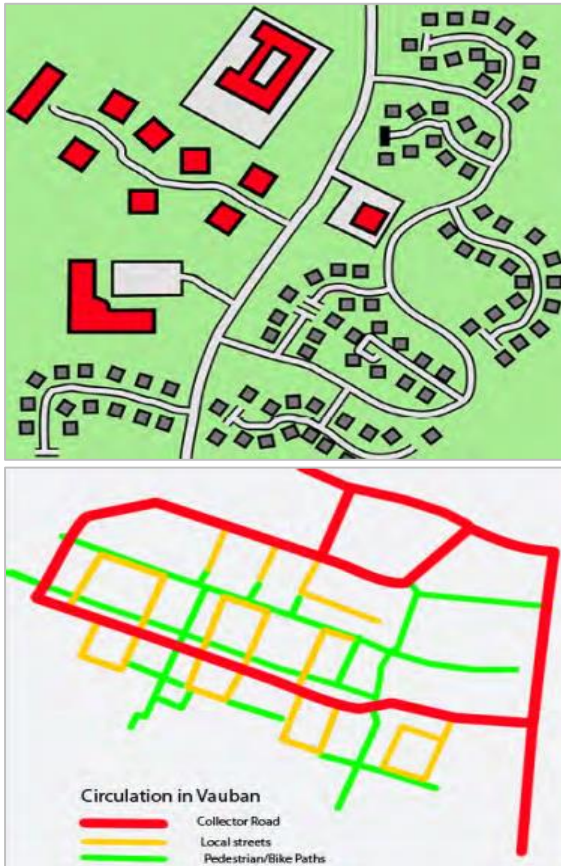 Circulation in Vauban
Collector Road
Local streets
Pedestrian/Bike Paths